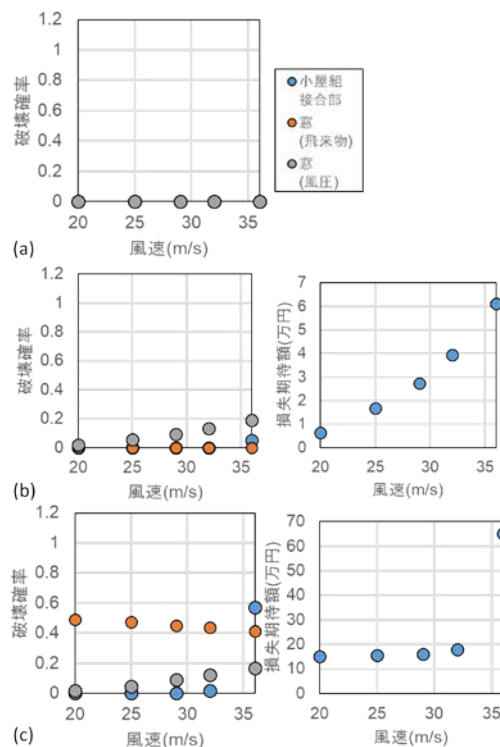 1.2
1
0.8
0.6
0.4
0.2
0
破壊確率
20 25 30 35
風速(m/s)
小屋組
接合部
窓
(飛来物)
窓
(風圧)
(a)
1.2
1
0.8
0.6
0.4
0.2
0
破壊確率
20 25 30 35
風速(m/s)
7
6
5
4
3
2
1
0
損失期待額(万円)
20 25 30 35
風速(m/s)
(b)
1.2
1
0.8
0.6
0.4
0.2
0
破壊確率
20 25 30 35
風速(m/s)
70
60
50
40
30
20
10
0
損失期待額(万円)
20 25 30 35
風速(m/s)
(c)